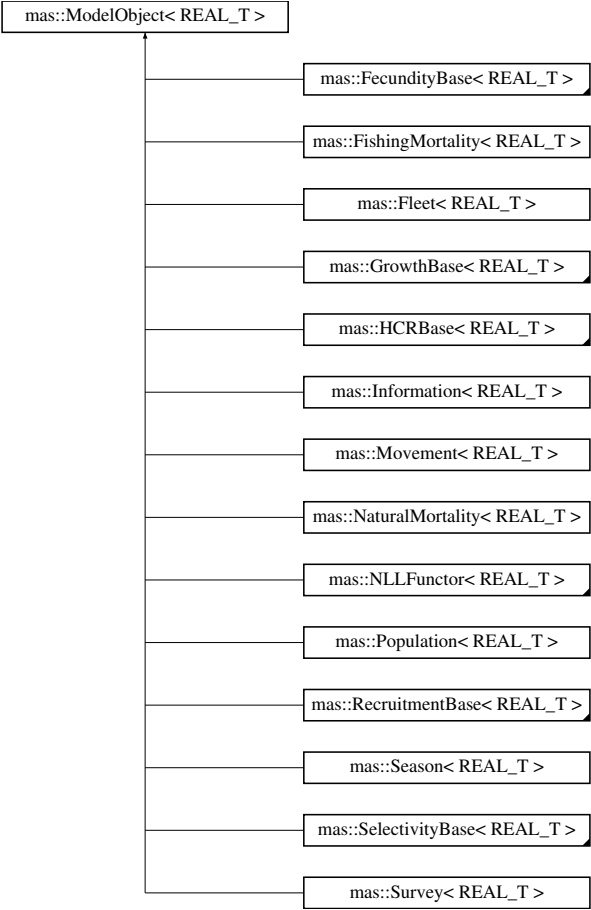 mas::ModelObject< REAL_T >
mas::FecundityBase< REAL_T >
mas::FishingMortality< REAL_T >
mas::Fleet< REAL_T >
mas::GrowthBase< REAL_T >
mas::HCRBase< REAL_T >
mas::Information< REAL_T >
mas::Movement< REAL_T >
mas::NaturalMortality< REAL_T >
mas::NLLFunctor< REAL_T >
mas::Population< REAL_T >
mas::RecruitmentBase< REAL_T >
mas::Season< REAL_T >
mas::SelectivityBase< REAL_T >
mas::Survey< REAL_T >